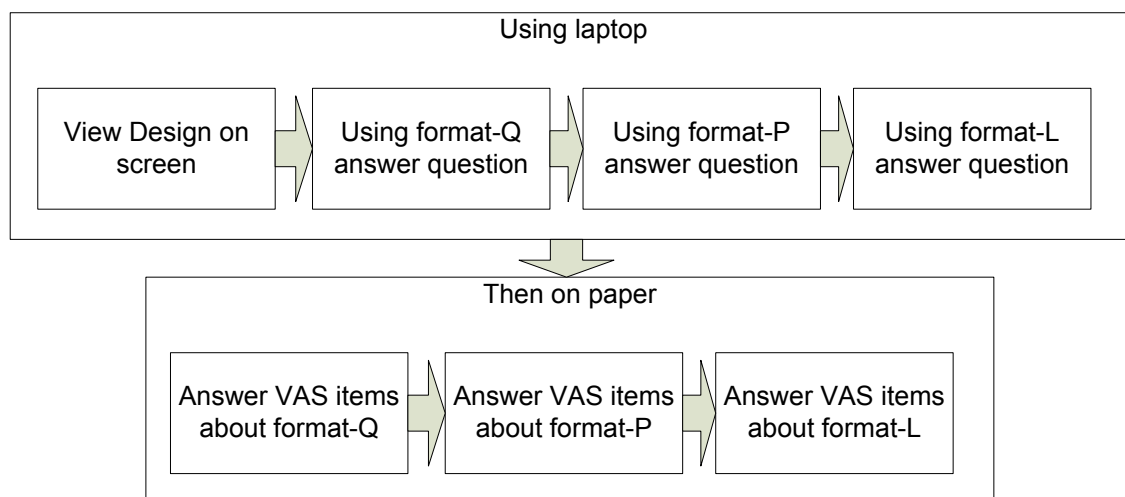 Using laptop
View Design on
screen
Using format-Q
answer question
Using format-P
answer question
Using format-L
answer question
Then on paper
Answer VAS items
about format-Q
Answer VAS items
about format-P
Answer VAS items
about format-L